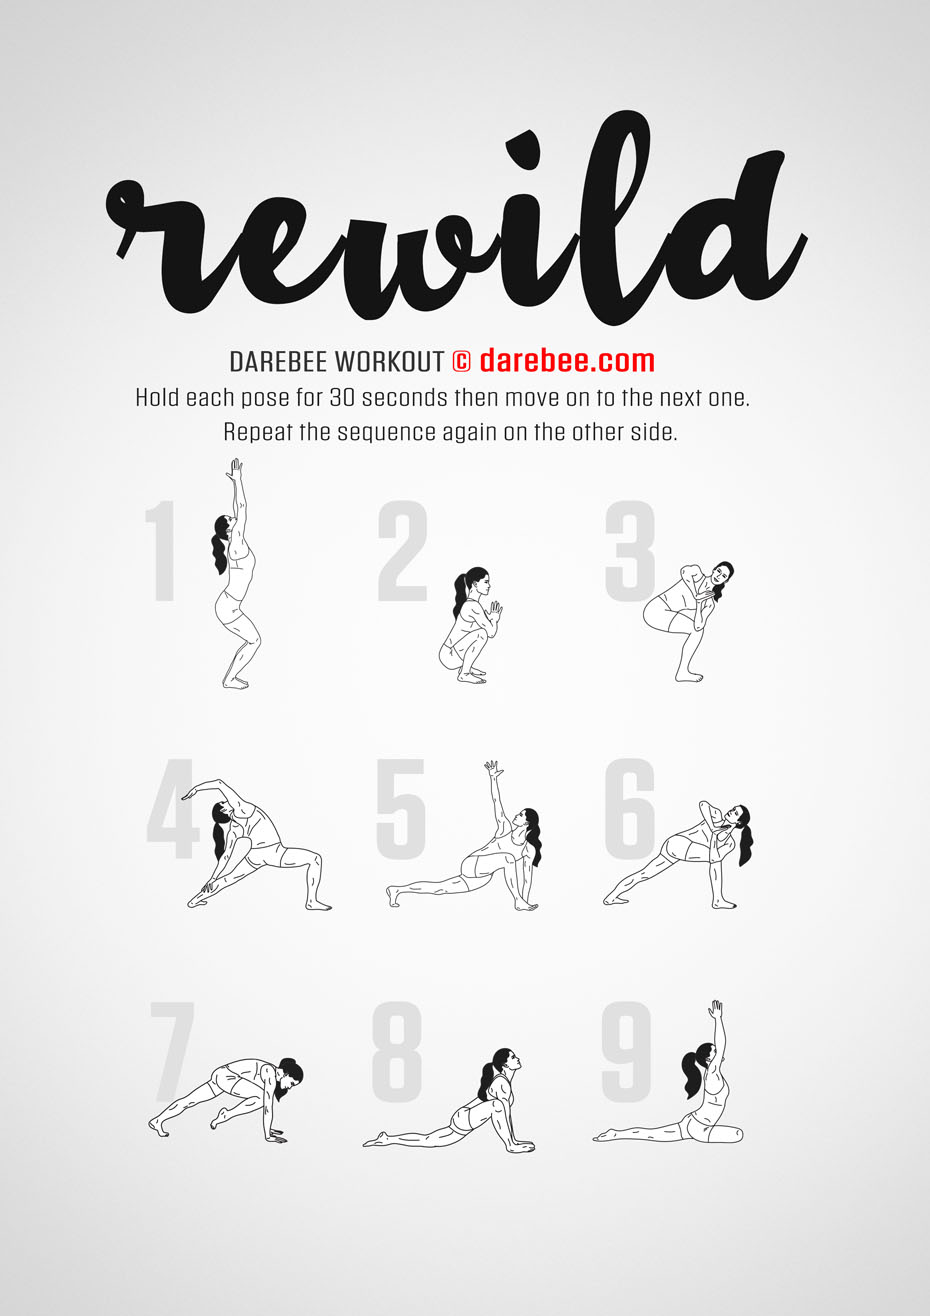 rewild
DAREBEE WORKOUT © darebee.com
Hold each pose for 30 seconds then move on to the next one.
Repeat the sequence again on the other side.
1 2 3
4 5 6
7 8 9